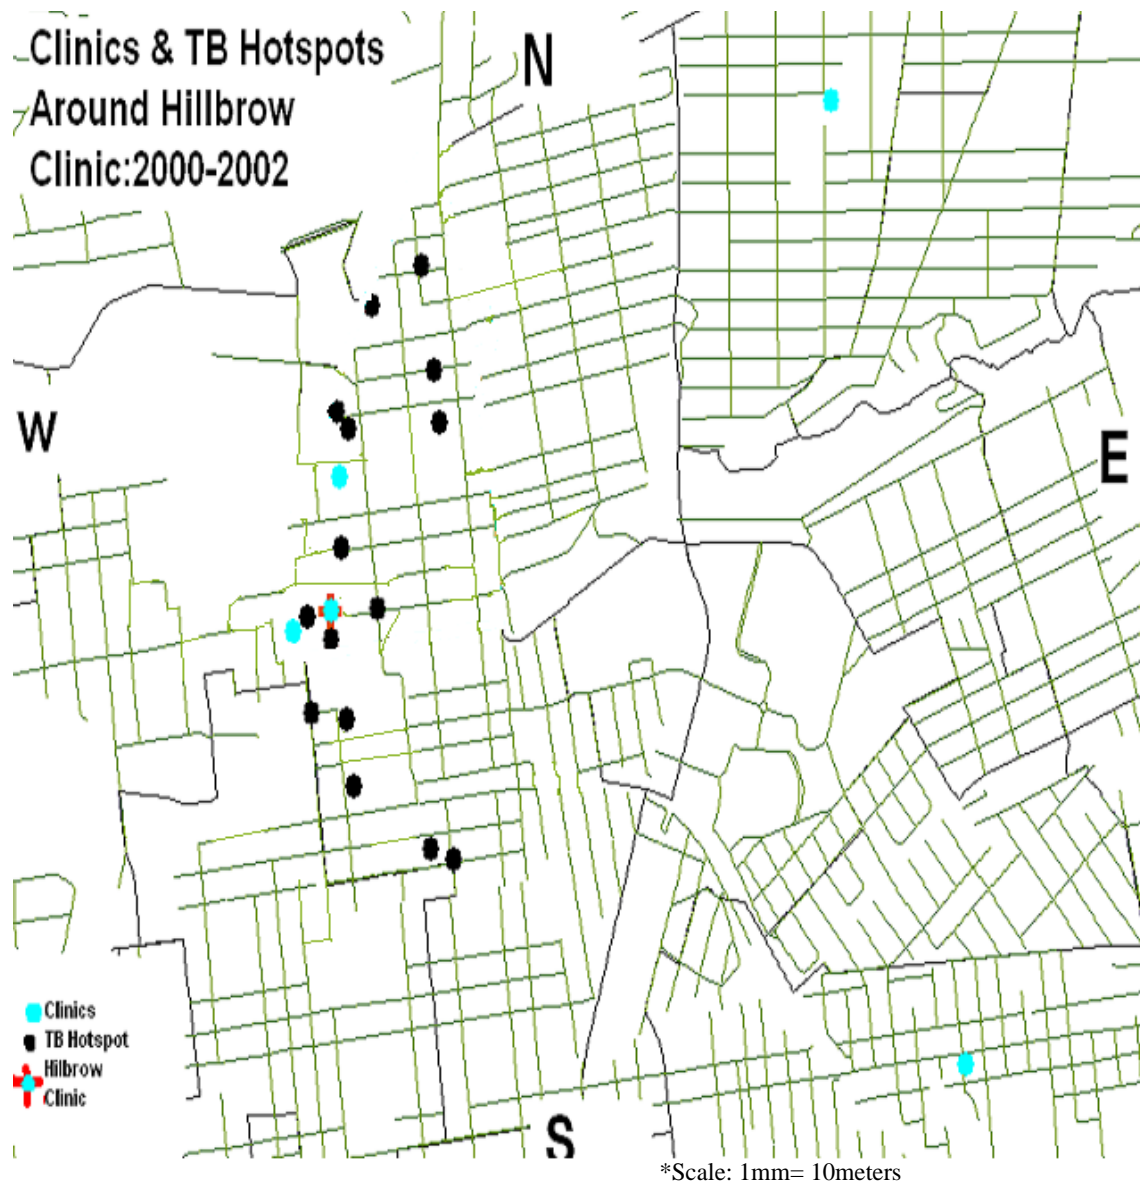 Clinics & TB Hotspots
Around Hillbrow
Clinic:2000-2002
N
W
E
Clinics
TB Hotspot
Hilbrow
Clinic
S
*Scale: 1mm= 10meters